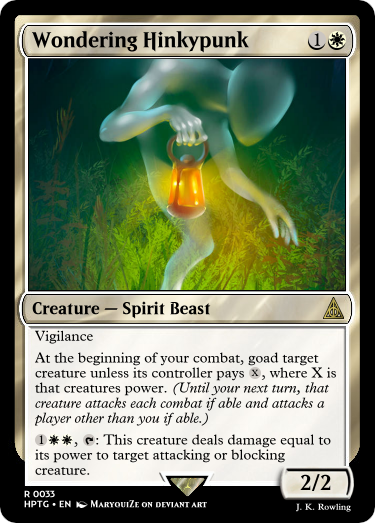 Wondering Hinkypunk 1
Creature — Spirit Beast
Vigilance
At the beginning of your combat, goad target
creature unless its controller pays X, where X is
that creatures power. (Until your next turn, that
creature attacks each combat if able and attacks a
player other than you if able.)
1, : This creature deals damage equal to
its power to target attacking or blocking
creature.
2/2
R 0033
HPTG • EN MaryouiZe on deviant art
J. K. Rowling